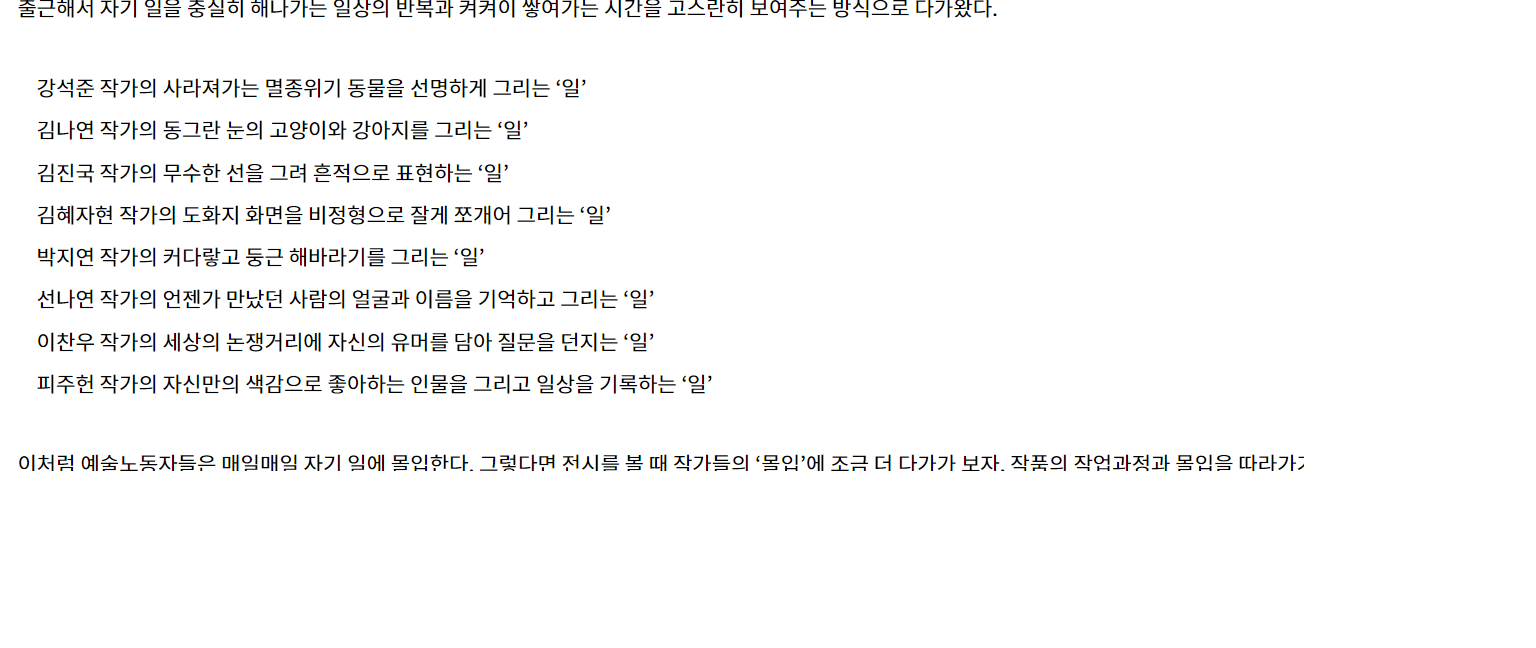 출근해서 자기 일을 충실히 해나가는 일상의 반복과 켜켜이 쌓여가는 시간을 고스란히 보여주는 방식으로 다가왔다.
강석준 작가의 사라져가는 멸종위기 동물을 선명하게 그리는 ‘일’
김나연 작가의 동그란 눈의 고양이와 강아지를 그리는 ‘일’
김진국 작가의 무수한 선을 그려 흔적으로 표현하는 ‘일’
김혜자현 작가의 도화지 화면을 비정형으로 잘게 쪼개어 그리는 ‘일’
박지연 작가의 커다랗고 둥근 해바라기를 그리는 ‘일’
선나연 작가의 언젠가 만났던 사람의 얼굴과 이름을 기억하고 그리는 ‘일’
이찬우 작가의 세상의 논쟁거리에 자신의 유머를 담아 질문을 던지는 ‘일’
피주헌 작가의 자신만의 색감으로 좋아하는 인물을 그리고 일상을 기록하는 ‘일’
이처럼 예술노동자들은 매일매일 자기 일에 몰입한다. 그렇다면 전시를 볼 때 작가들의 ‘몰입’에 조금 더 다가가 보자. 작품의 작업과정과 몰입을